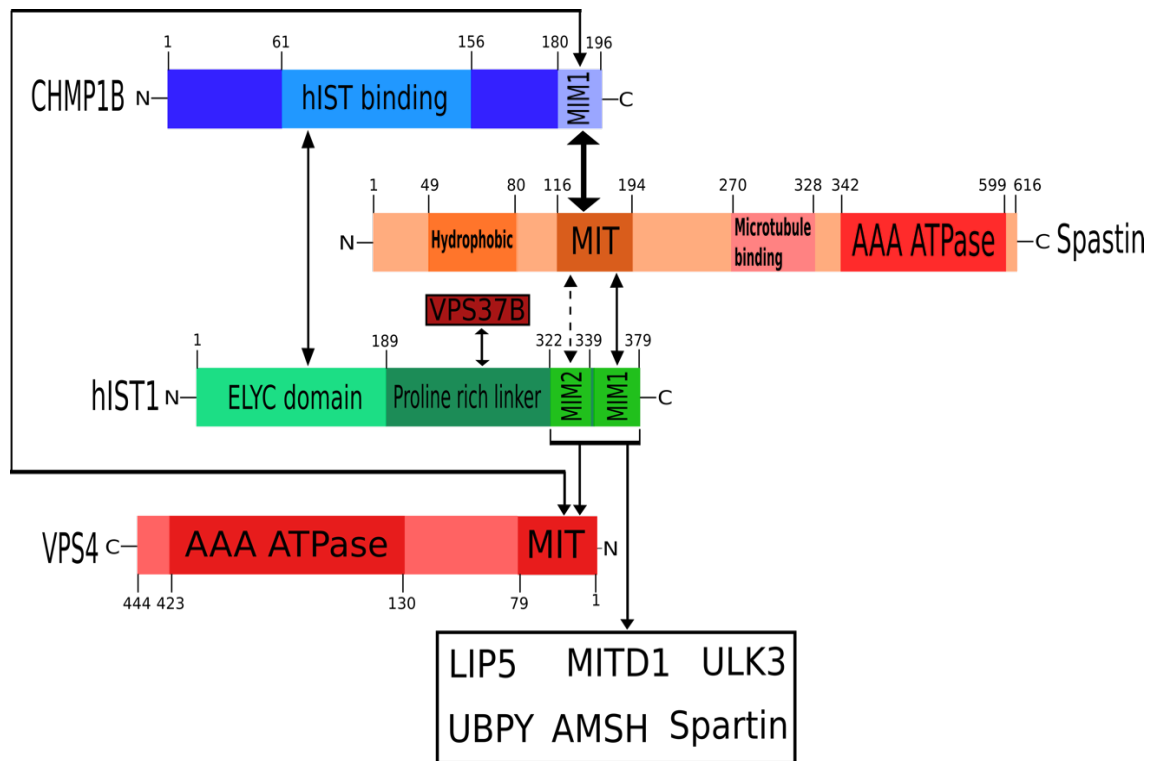 1 61 156 180 196
CHMP1B N hIST binding MIM1 C
1 49 80 116 194 270 328 342 599 616
N Hydrophobic MIT Microtubule binding AAA ATPase C Spastin
VPS37B
1 189 322 339 379
hIST1 N ELYC domain Proline rich linker MIM2 MIM1 C
VPS4 C AAA ATPase MIT N
444 423 130 79 1
LIP5 MITD1 ULK3
UBPY AMSH Spartin